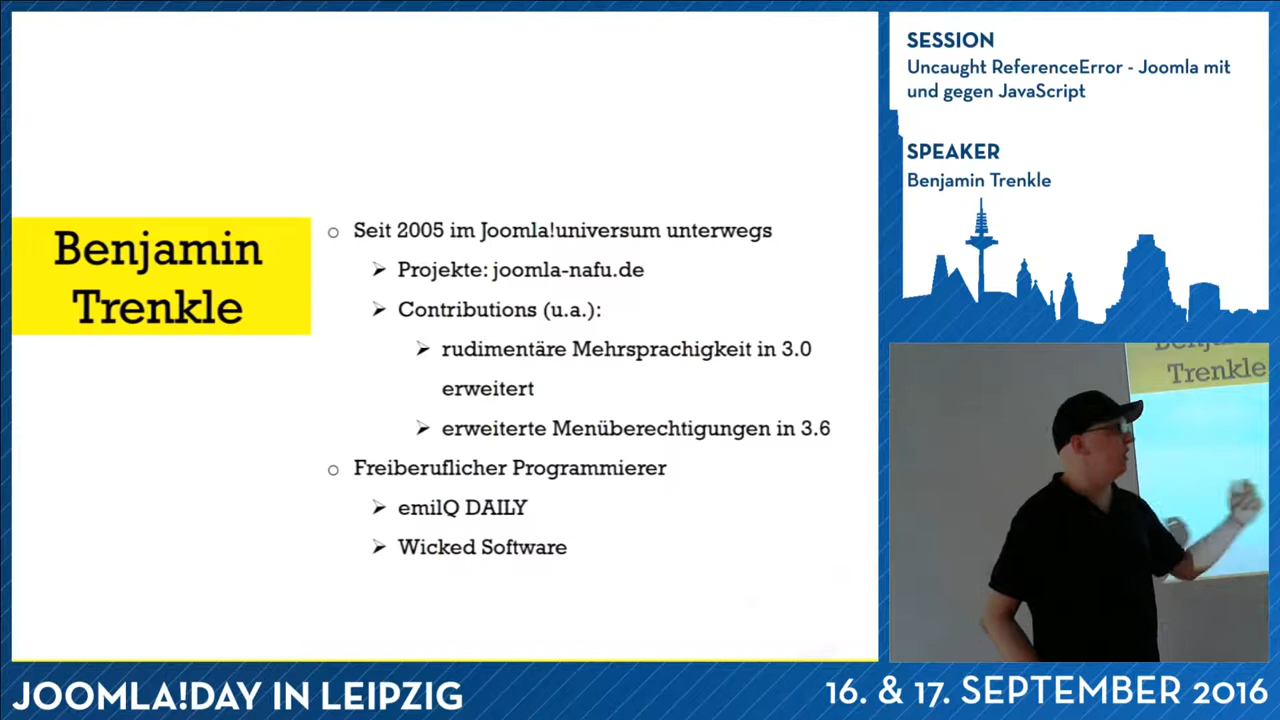 Benjamin
Trenkle
Seit 2005 im Joomla!universum unterwegs
Projekte: joomla-nafu.de
Contributions (u.a.):
rudimentäre Mehrsprachigkeit in 3.0
erweitert
erweiterte Menüberechtigungen in 3.6
Freiberuflicher Programmierer
emilQ DAILY
Wicked Software
SESSION
Uncaught ReferenceError - Joomla mit
und gegen JavaScript
SPEAKER
Benjamin Trenkle
Trenkle
JOOMLA!DAY IN LEIPZIG
16. & 17. SEPTEMBER 2016